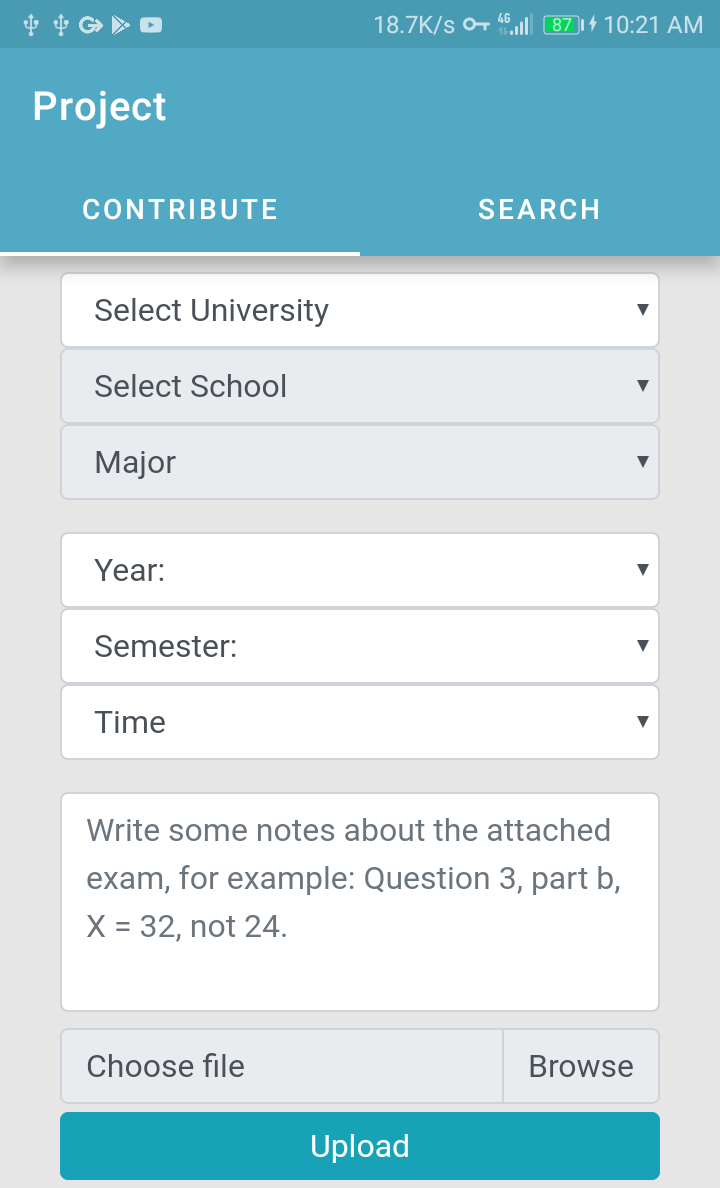 18.7K/s 4G 87 10:21 AM
Project
CONTRIBUTE SEARCH
Select University
Select School
Major
Year:
Semester:
Time
Write some notes about the attached
exam, for example: Question 3, part b,
X = 32, not 24.
Choose file Browse
Upload